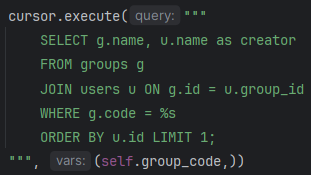 cursor.execute( query: """
    SELECT g.name, u.name as creator
    FROM groups g
    JOIN users u ON g.id = u.group_id
    WHERE g.code = %s
    ORDER BY u.id LIMIT 1;
""", vars: (self.group_code,))